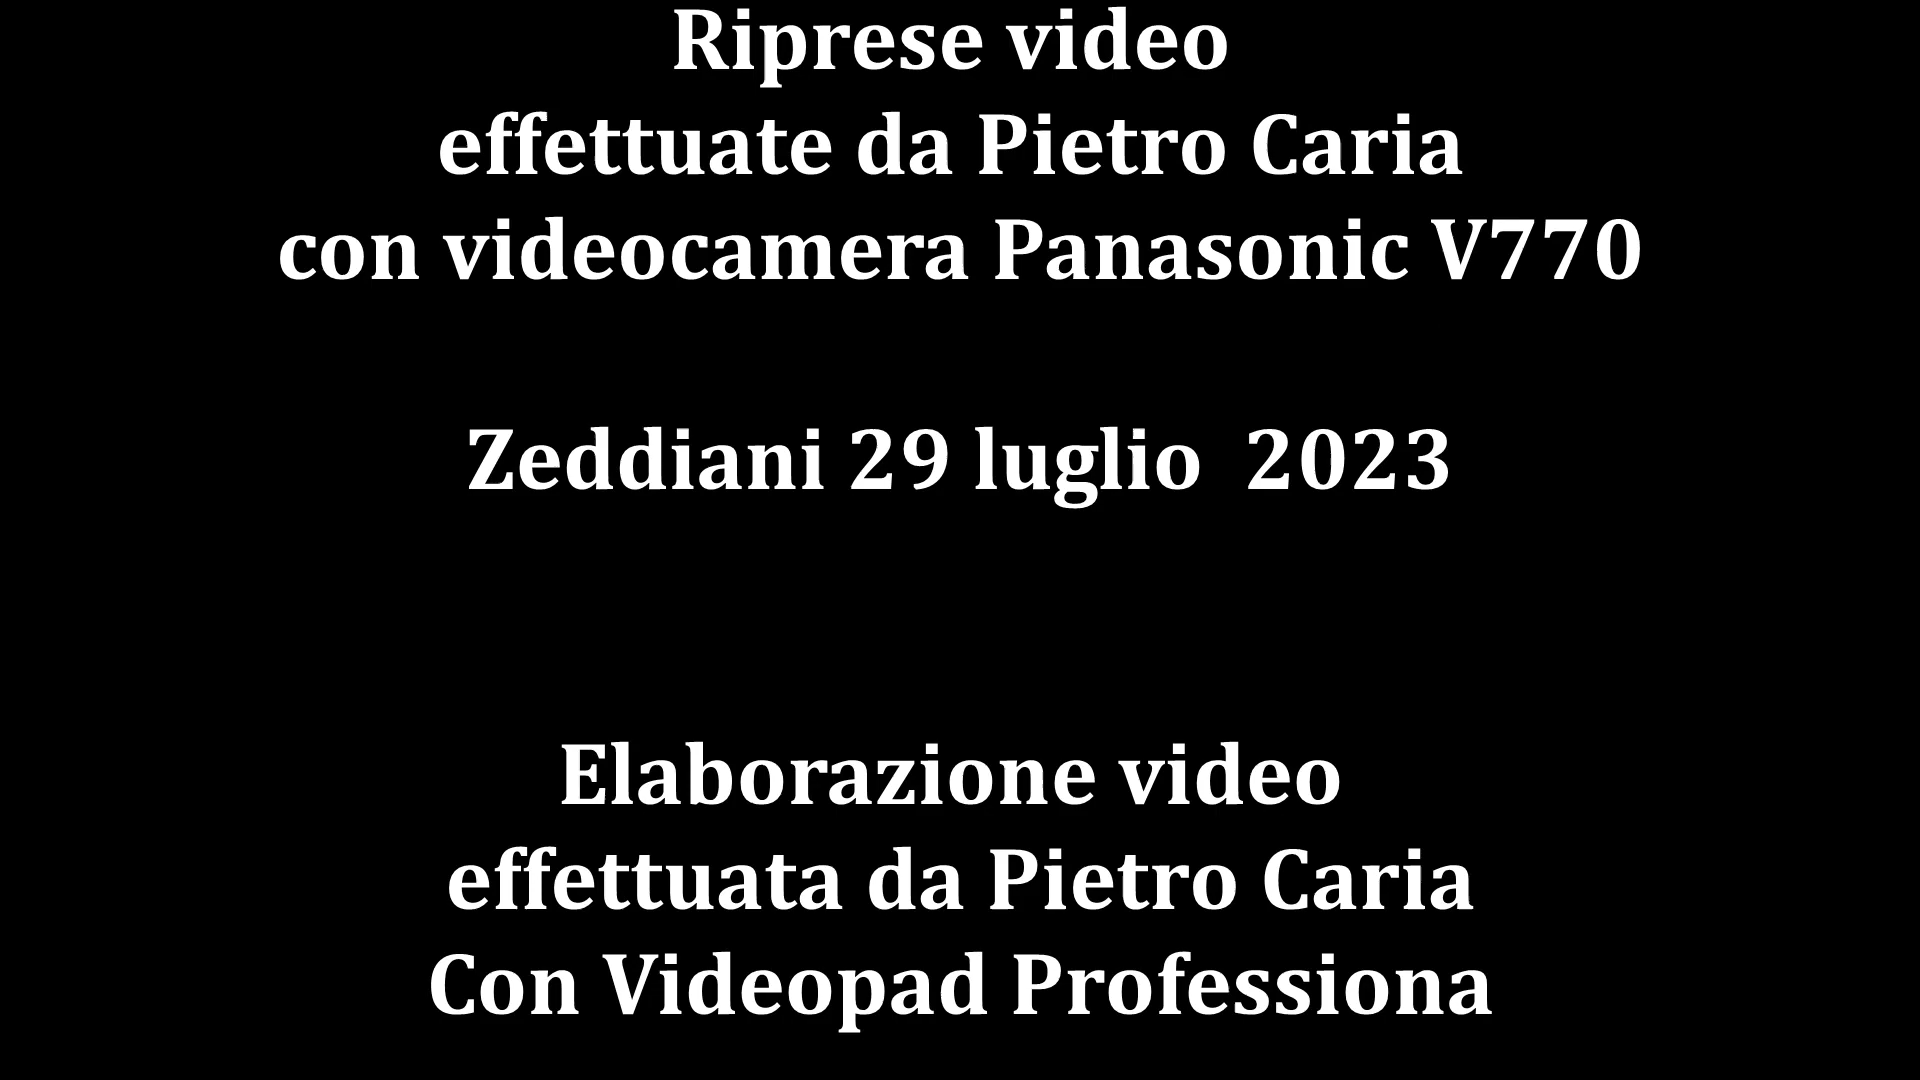 Riprese video
effettuate da Pietro Caria
con videocamera Panasonic V770
Zeddiani 29 luglio  2023
Elaborazione video
effettuata da Pietro Caria
Con Videopad Professiona